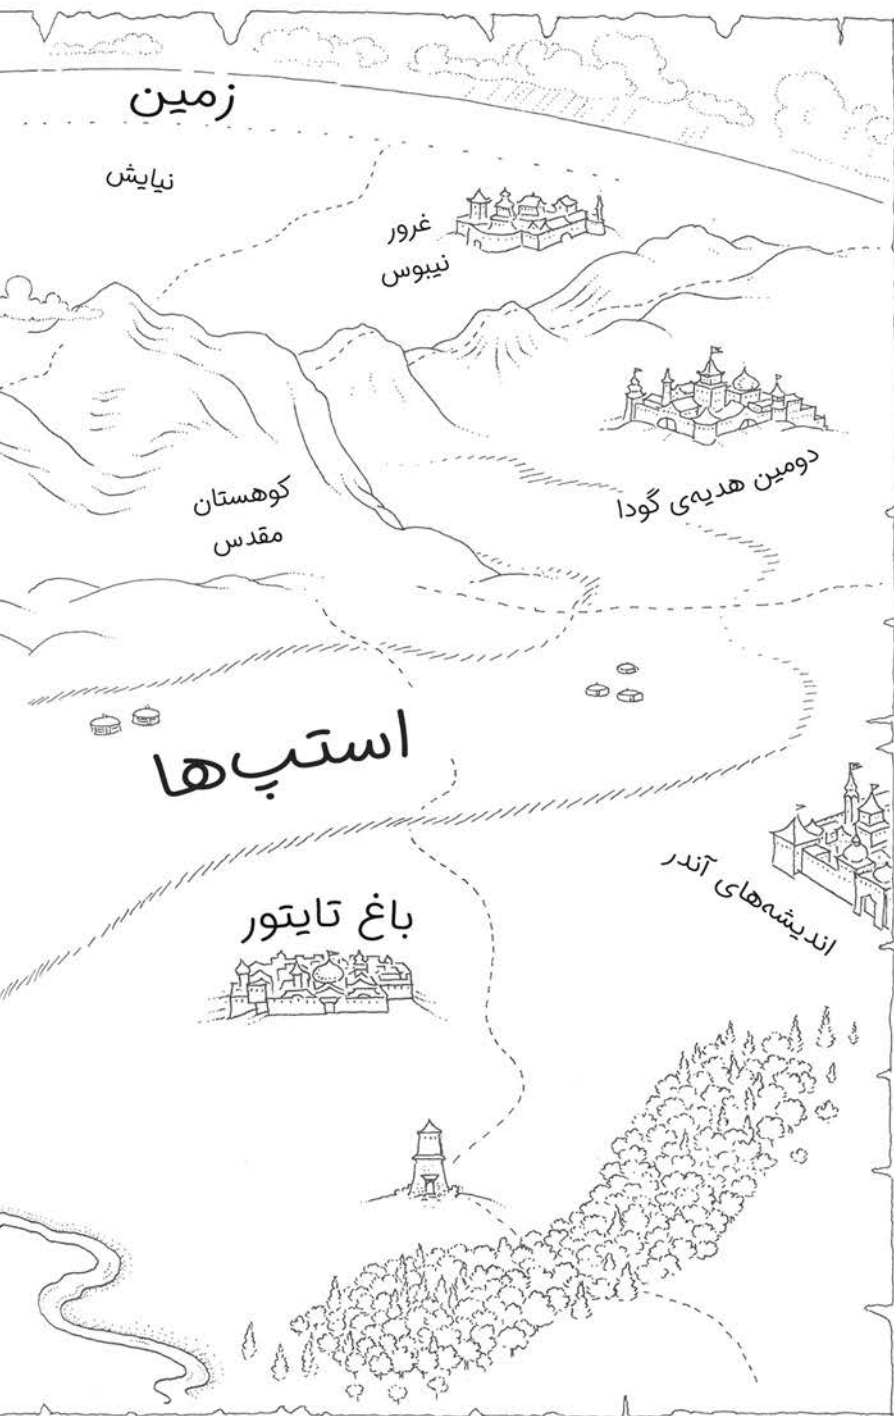 زمین
نیایش
غرور
نیبوس
دومین هدیه‌ی گودا
کوهستان
مقدس
استپ‌ها
اندیشه‌های آندر
باغ تایتور